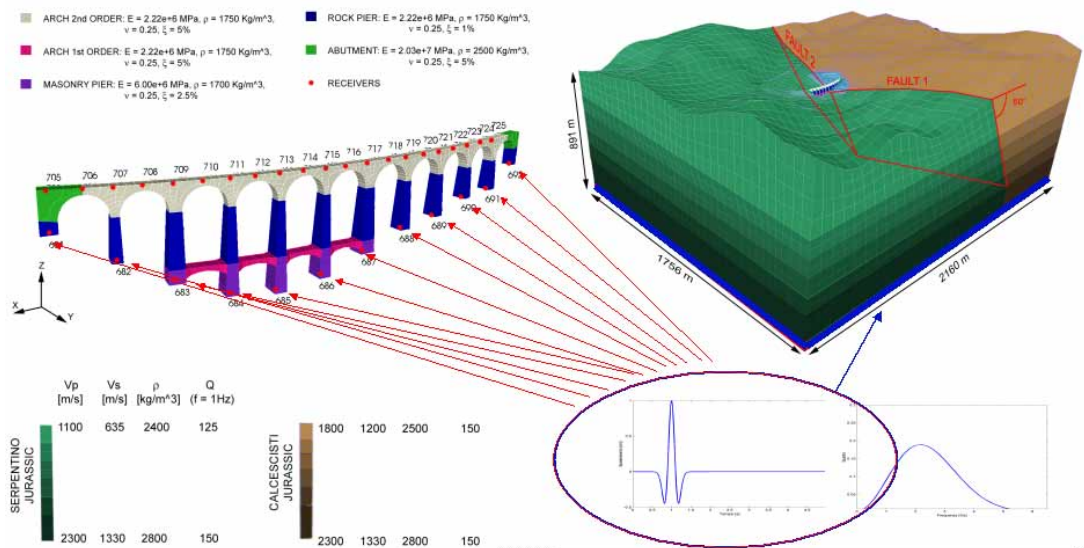 ARCH 2nd ORDER: E = 2.22e+6 MPa, ρ = 1750 Kg/m^3,
ν = 0.25, ξ = 5%
ARCH 1st ORDER: E = 2.22e+6 MPa, ρ = 1750 Kg/m^3,
ν = 0.25, ξ = 5%
MASONRY PIER: E = 6.00e+6 MPa, ρ = 1700 Kg/m^3,
ν = 0.25, ξ = 2.5%
ROCK PIER: E = 2.22e+6 MPa, ρ = 1750 Kg/m^3,
ν = 0.25, ξ = 1%
ABUTMENT: E = 2.03e+7 MPa, ρ = 2500 Kg/m^3,
ν = 0.25, ξ = 5%
RECEIVERS
FAULT 2
FAULT 1
60°
891 m
1756 m
2160 m
705 706 707 708 709 710 711 712 713 714 715 716 717 718 719 720 721 722 723 724 725
682 683 684 685 686 687 688 689 690 691
Z
X
Y
Vp Vs ρ Q
[m/s] [m/s] [kg/m^3] (f = 1Hz)
SERPENTINO
JURASSIC
1100 635 2400 125
2300 1330 2800 150
CALCESCISTI
JURASSIC
1800 1200 2500 150
2300 1330 2800 150